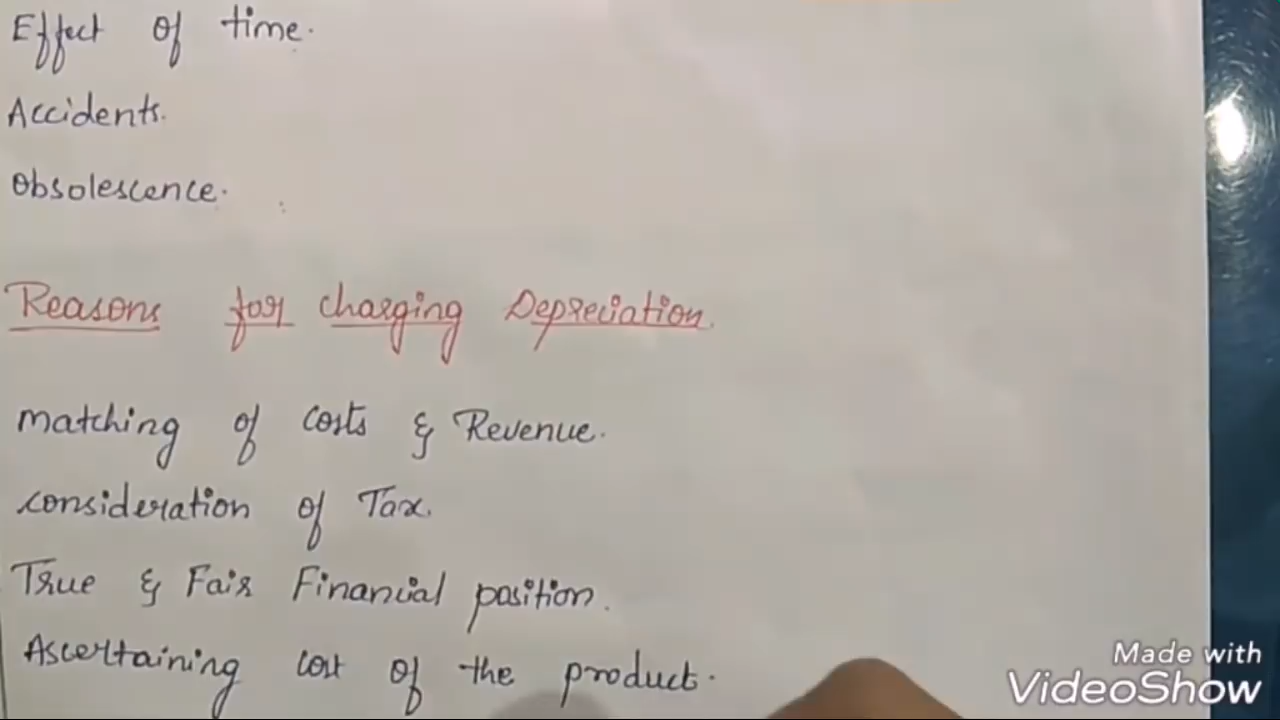 Effect of time.
Accidents.
Obsolescence.
Reasons for charging Depreciation.
matching of costs & Revenue.
consideration of Tax.
True & Fair Financial position.
Ascertaining cost of the product.
Made with
VideoShow